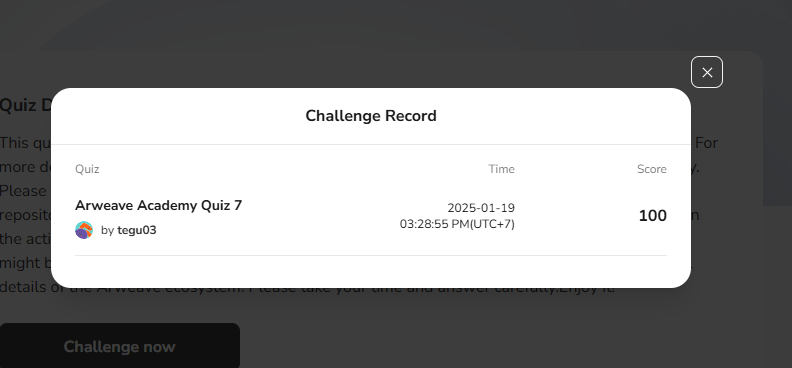 Challenge Record
Quiz Time Score
Arweave Academy Quiz 7
2025-01-19
03:28:55 PM(UTC+7)
100
by tegu03
Quiz
This qu
For
more de
y.
Please
reposito
n
the acti
might b
details of the Arweave ecosystem. Please take your time and answer carefully.Enjoy it!
Challenge now